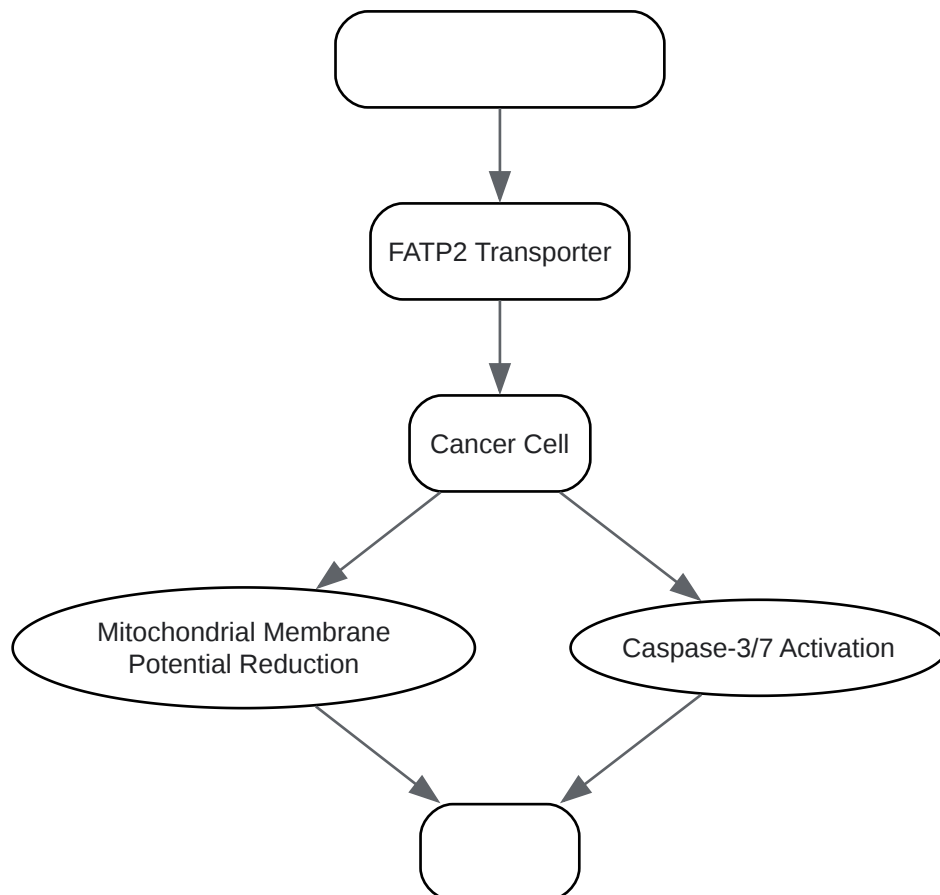 FATP2 Transporter
Cancer Cell
Mitochondrial Membrane
Potential Reduction
Caspase-3/7 Activation